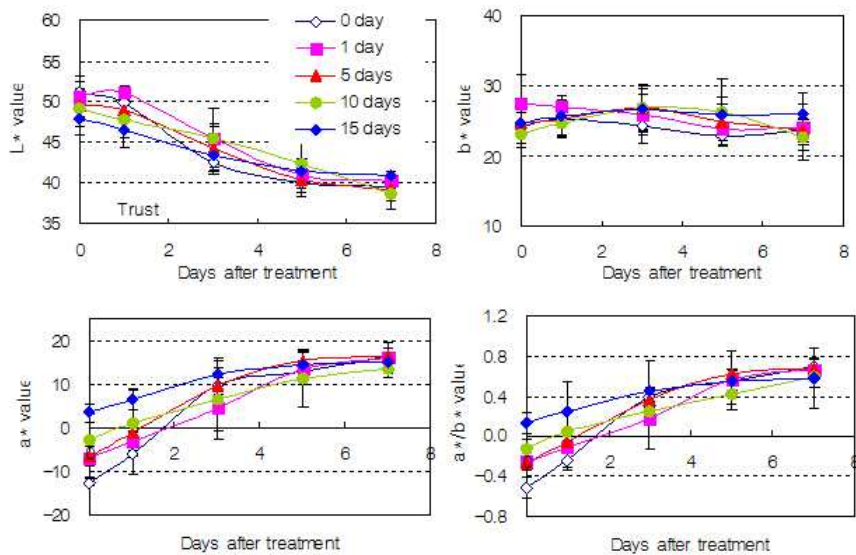 60
55
50
45
40
35
L* value
0 2 4 6 8
Trust
Days after treatment
0 day
1 day
5 days
10 days
15 days
40
30
20
10
b* value
0 2 4 6 8
Days after treatment
20
10
0
−10
−20
a* value
2 4 6 8
Days after treatment
1.2
0.8
0.4
0.0
−0.4
−0.8
a*/b* value
2 4 6 8
Days after treatment